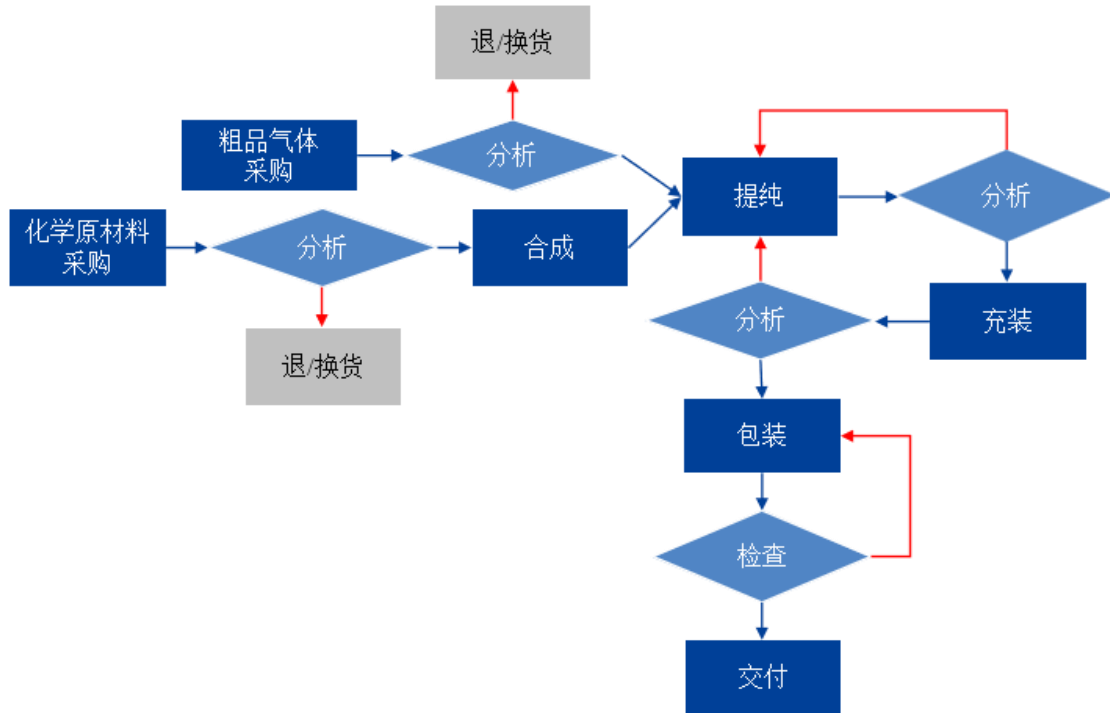 退/换货
粗品气体
采购
分析
提纯
分析
化学原材料
采购
分析
合成
分析
充装
退/换货
包装
检查
交付